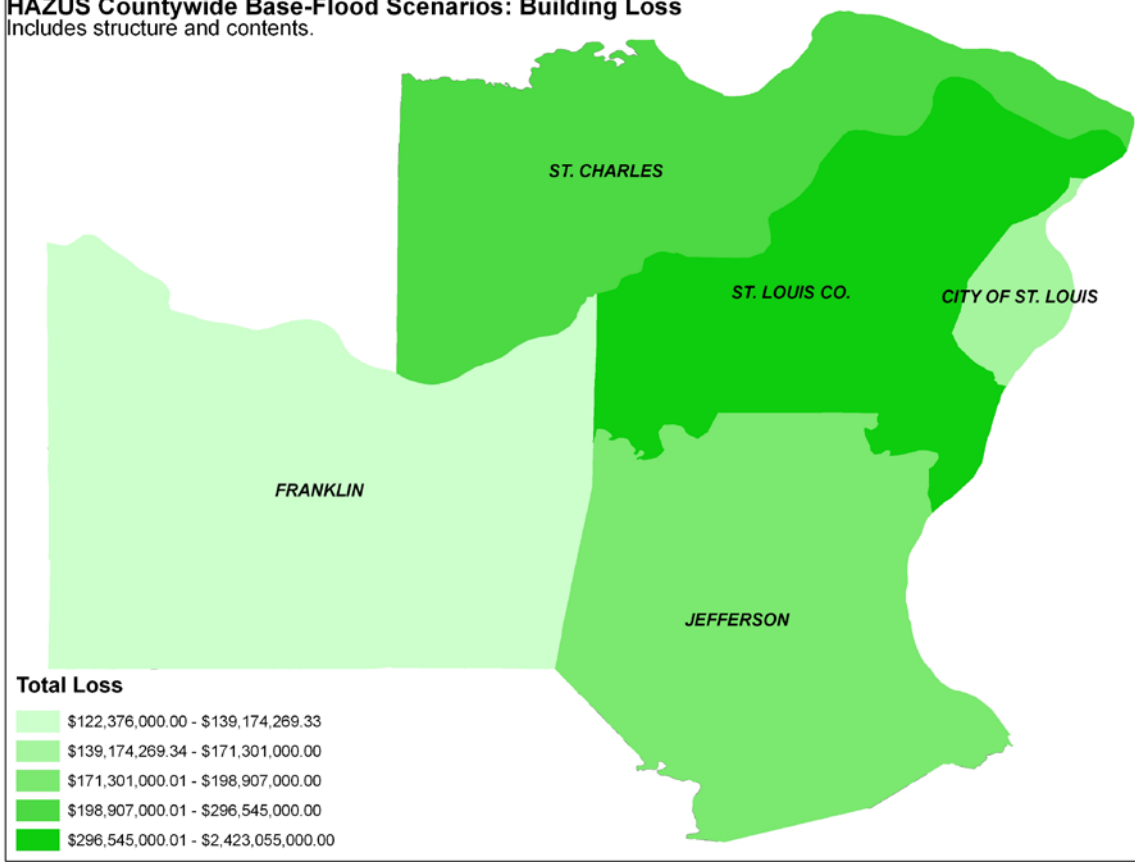 HAZUS Countywide Base-Flood Scenarios: Building Loss
Includes structure and contents.
ST. CHARLES
ST. LOUIS CO.
CITY OF ST. LOUIS
FRANKLIN
JEFFERSON
Total Loss
$122,376,000.00 - $139,174,269.33
$139,174,269.34 - $171,301,000.00
$171,301,000.01 - $198,907,000.00
$198,907,000.01 - $296,545,000.00
$296,545,000.01 - $2,423,055,000.00